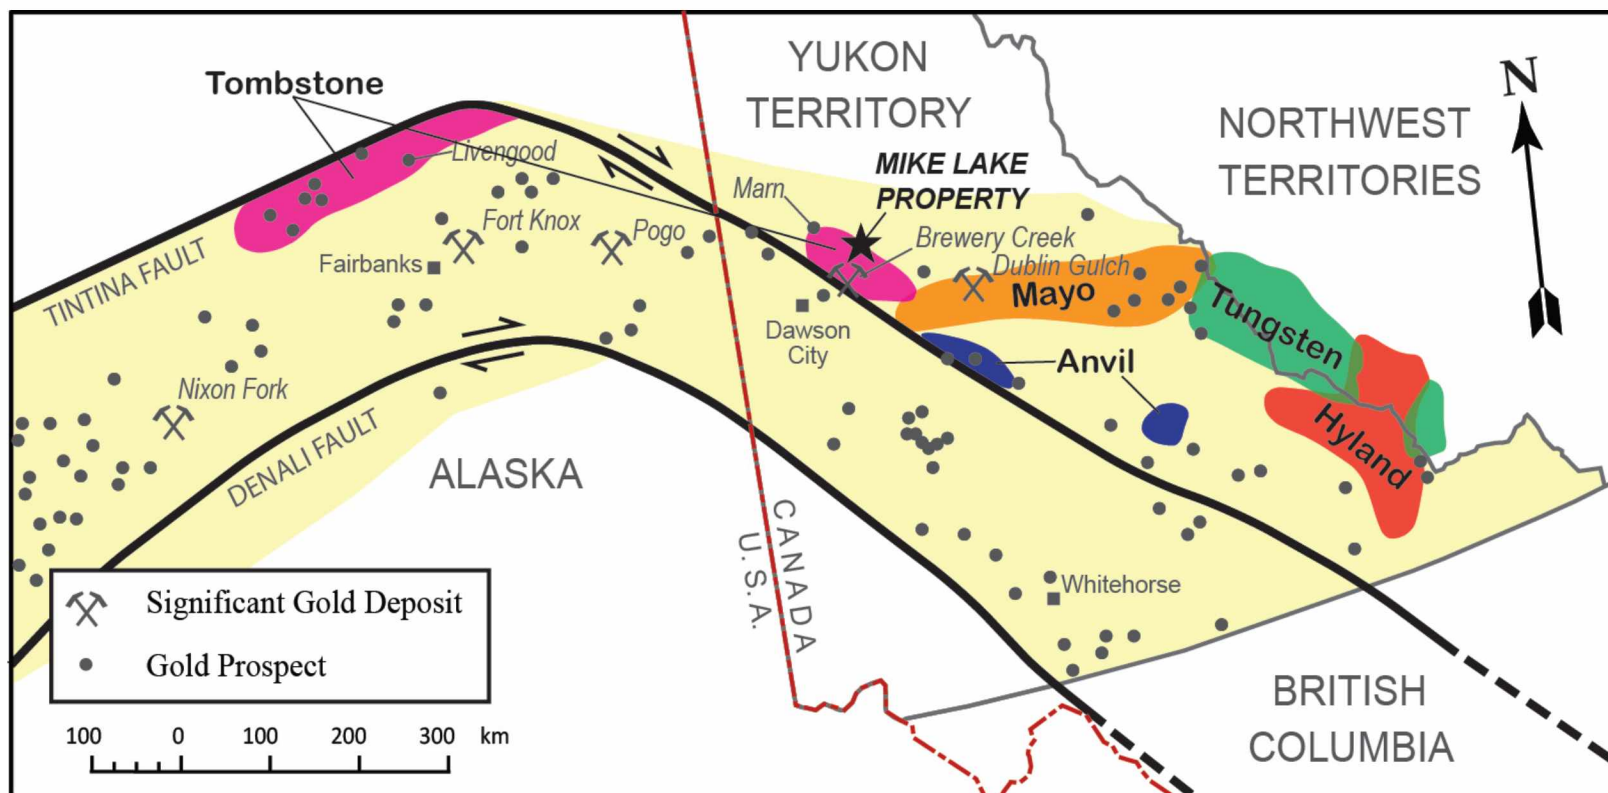 Tombstone
YUKON
TERRITORY
N
NORTHWEST
TERRITORIES
Livengood
MIKE LAKE
PROPERTY
Marn
Fort Knox
Pogo
Brewery Creek
Fairbanks
Dublin Gulch
TINTINA FAULT
Mayo
Tungsten
Dawson
City
Anvil
Nixon Fork
DENALI FAULT
ALASKA
Hyland
CANADA
U.S.A.
Whitehorse
Significant Gold Deposit
Gold Prospect
BRITISH
COLUMBIA
100 0 100 200 300 km